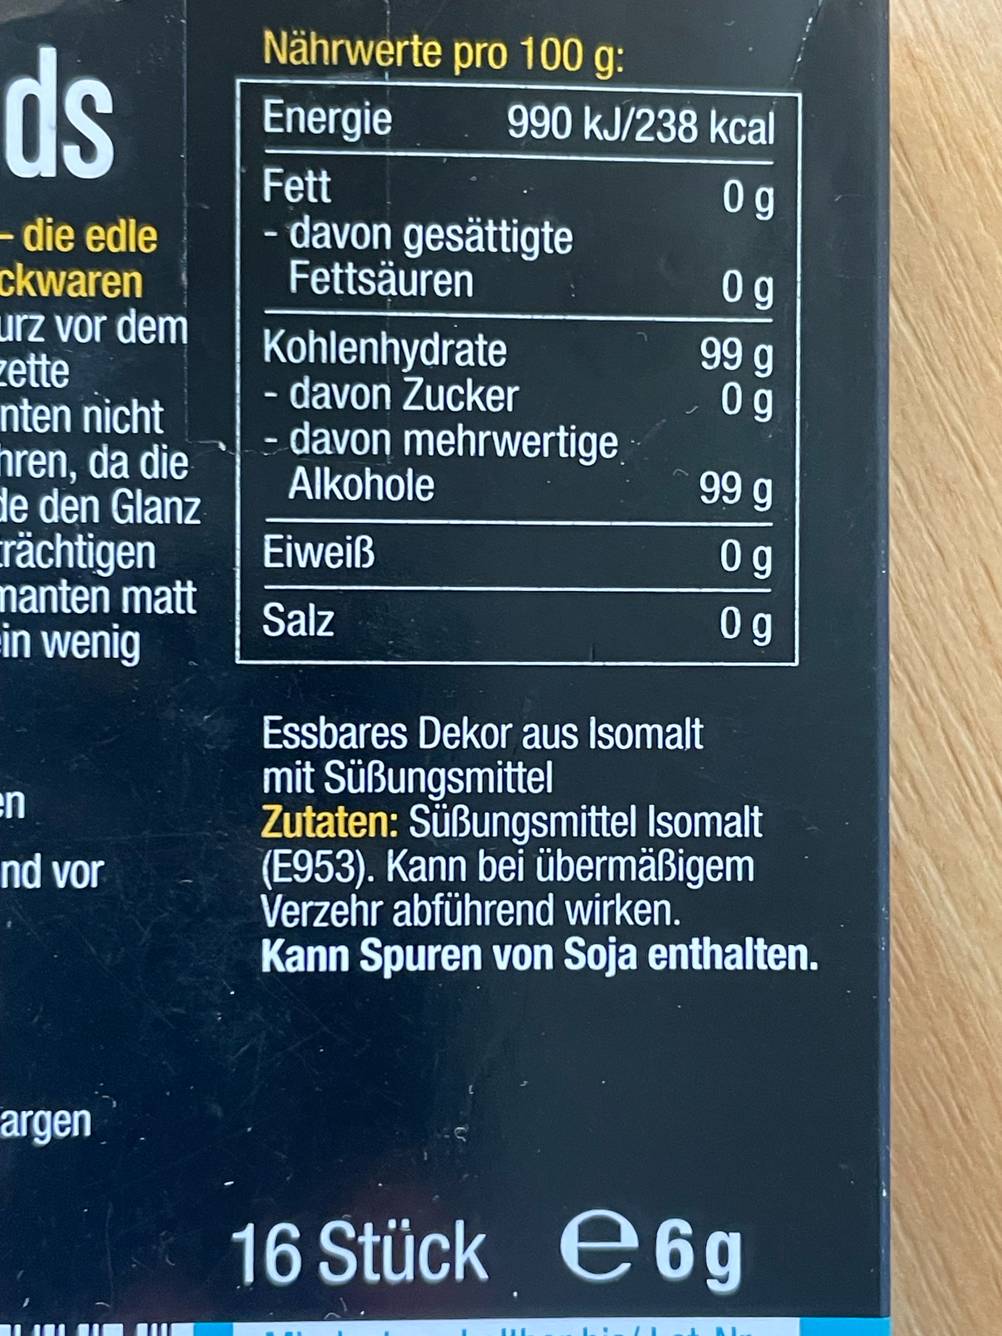 ds
– die edle
ckwaren
urz vor dem
zette
nten nicht
hren, da die
de den Glanz
trächtigen
manten matt
ein wenig
en
nd vor
argen
Nährwerte pro 100 g:
Energie 990 kJ/238 kcal
Fett 0 g
- davon gesättigte
Fettsäuren 0 g
Kohlenhydrate 99 g
- davon Zucker 0 g
- davon mehrwertige
Alkohole 99 g
Eiweiß 0 g
Salz 0 g
Essbares Dekor aus Isomalt
mit Süßungsmittel
Zutaten: Süßungsmittel Isomalt
(E953). Kann bei übermäßigem
Verzehr abführend wirken.
Kann Spuren von Soja enthalten.
16 Stück ℮ 6 g